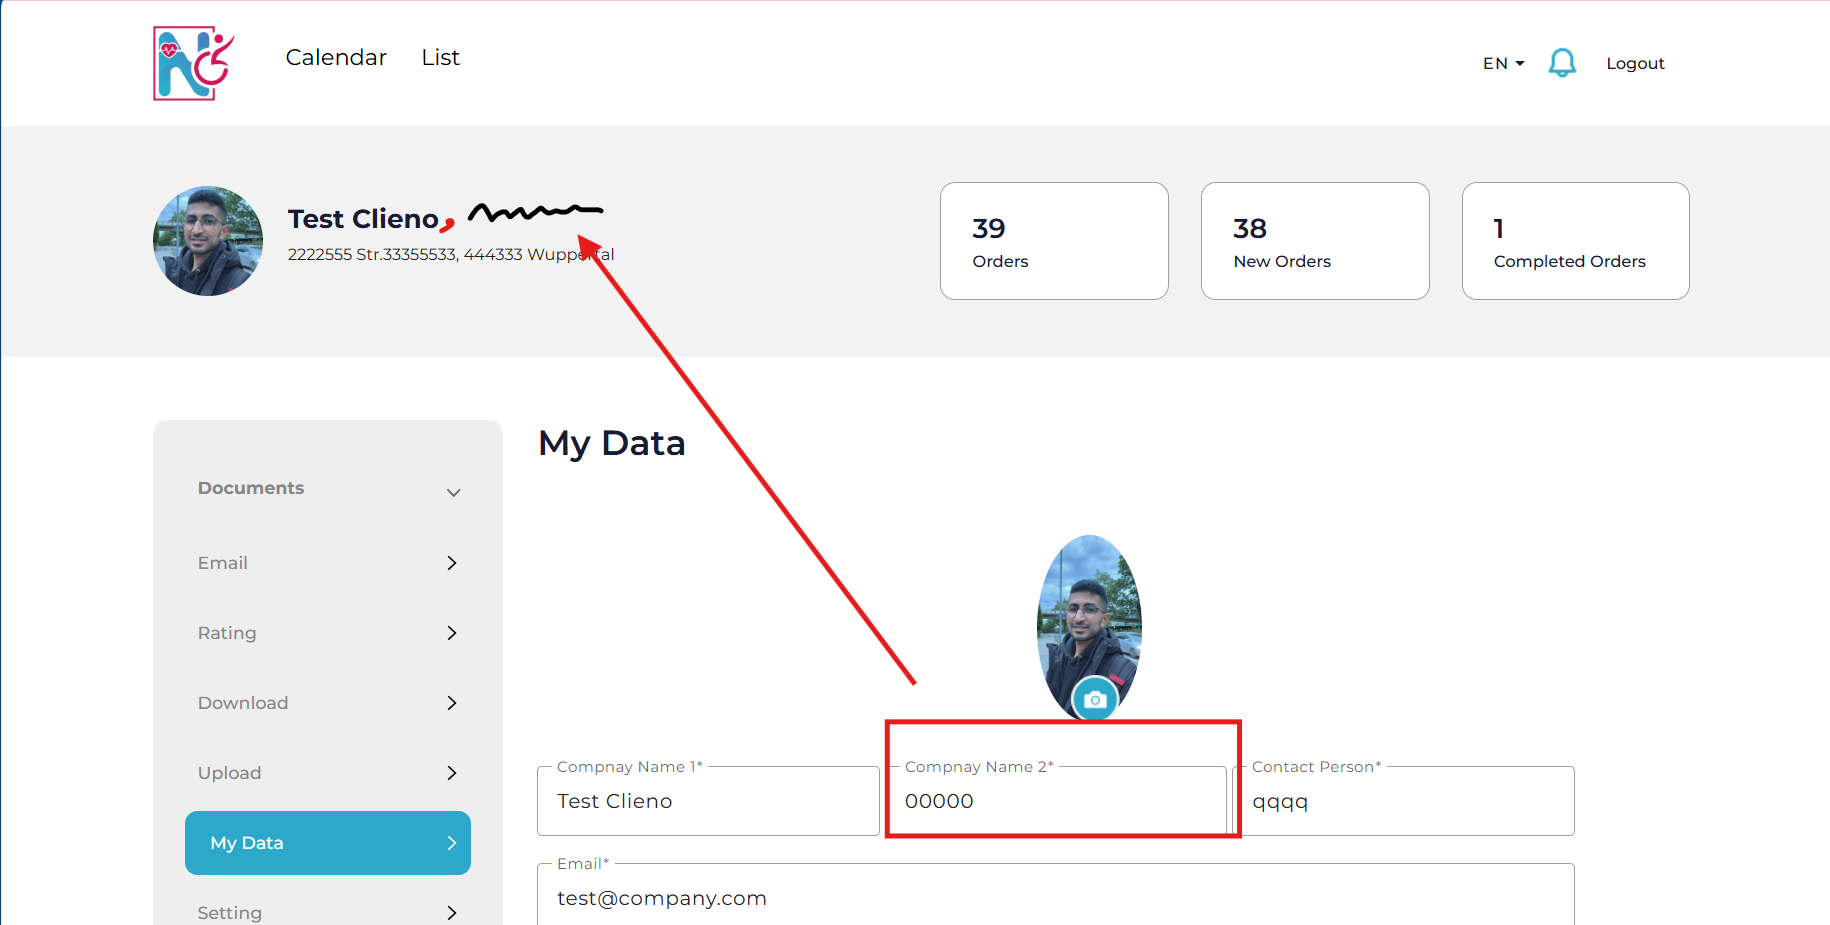 Calendar List EN Logout
Test Clieno,
2222555 Str.33355533, 444333 Wuppertal
39
Orders
38
New Orders
1
Completed Orders
My Data
Documents
Email
Rating
Download
Upload
My Data
Setting
Compnay Name 1*
Test Clieno
Compnay Name 2*
00000
Contact Person*
qqqq
Email*
test@company.com